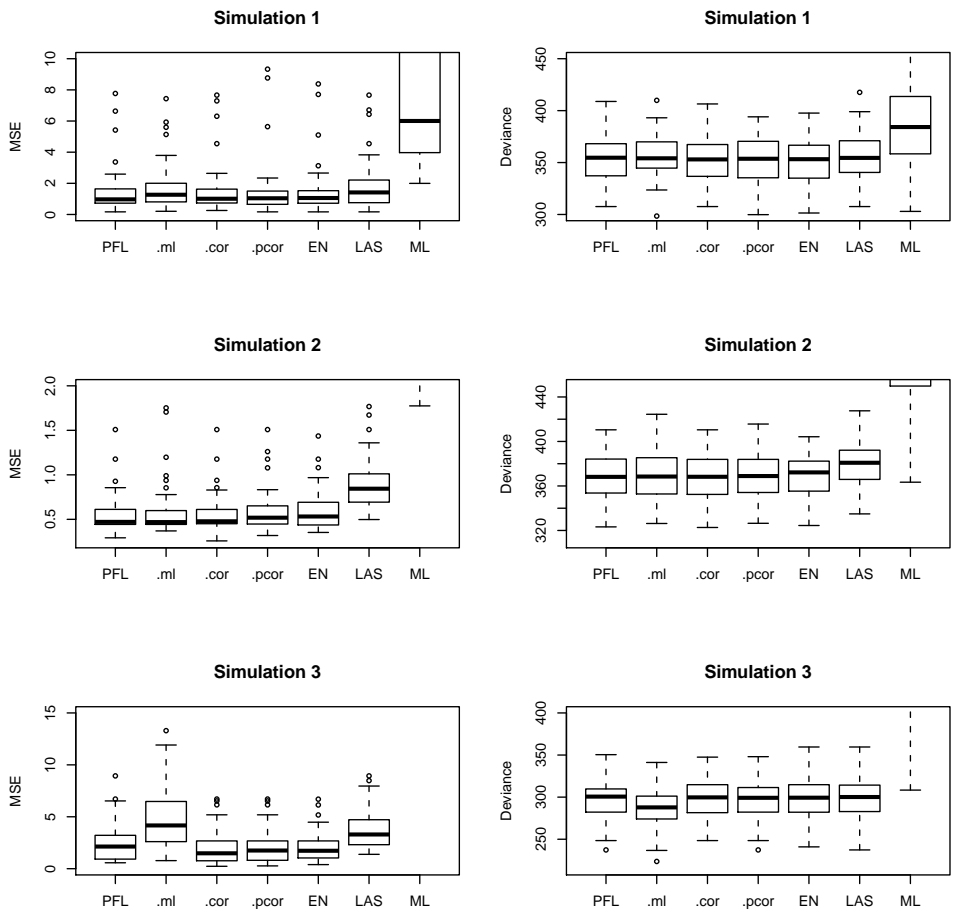 Simulation 1
MSE
0 2 4 6 8 10
PFL .ml .cor .pcor EN LAS ML
Simulation 1
Deviance
300 350 400 450
PFL .ml .cor .pcor EN LAS ML
Simulation 2
MSE
0.5 1.0 1.5 2.0
PFL .ml .cor .pcor EN LAS ML
Simulation 2
Deviance
320 360 400 440
PFL .ml .cor .pcor EN LAS ML
Simulation 3
MSE
0 5 10 15
PFL .ml .cor .pcor EN LAS ML
Simulation 3
Deviance
250 300 350 400
PFL .ml .cor .pcor EN LAS ML